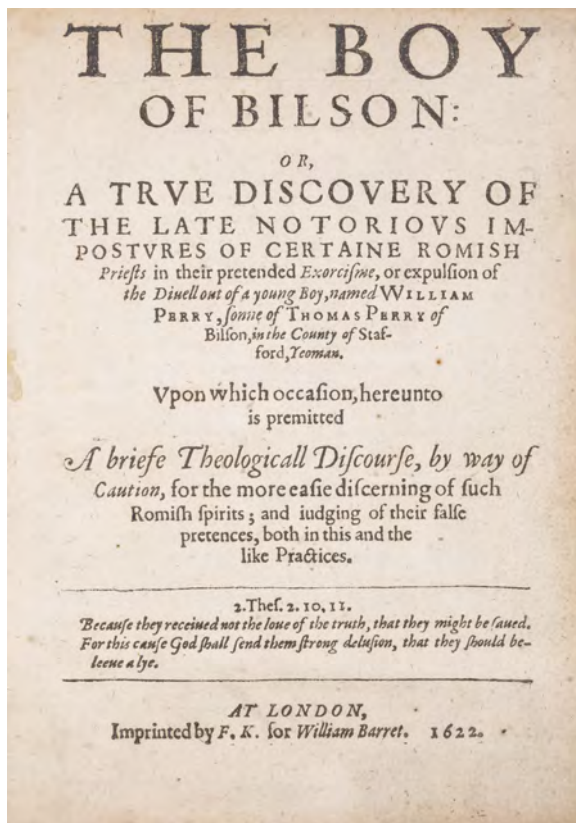 THE BOY
OF BILSON:
OR,
A TRVE DISCOVERY OF
THE LATE NOTORIOVS IM-
POSTVRES OF CERTAINE ROMISH
Prieſts in their pretended Exorciſme, or expulſion of
the Diuell out of a young Boy, named WILLIAM
PERRY, ſonne of THOMAS PERRY of
Bilſon, in the County of Staf-
ford, Yeoman.
Vpon which occaſion, hereunto
is premitted
A briefe Theologicall Diſcourſe, by way of
Caution, for the more eaſie diſcerning of ſuch
Romiſh ſpirits; and iudging of their falſe
pretences, both in this and the
like Practices.
2.Theſ. 2. 10, 11.
Becauſe they receiued not the loue of the truth, that they might be ſaued.
For this cauſe God ſhall ſend them ſtrong deluſion, that they ſhould be-
leeue a lye.
AT LONDON,
Imprinted by F. K. for William Barret. 1622.